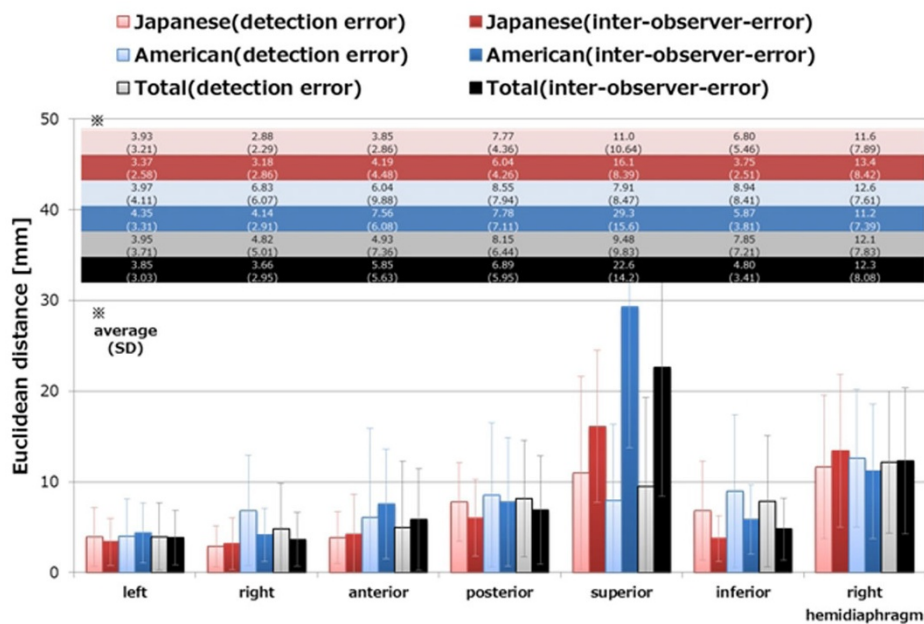 Japanese(detection error) Japanese(inter-observer-error)
American(detection error) American(inter-observer-error)
Total(detection error) Total(inter-observer-error)
Euclidean distance [mm]
50
40
30
20
10
0
※
3.93 2.88 3.85 7.77 11.0 6.80 11.6
(3.21) (2.29) (2.86) (4.36) (10.64) (5.46) (7.89)
3.37 3.18 4.19 6.04 16.1 3.75 13.4
(2.58) (2.86) (4.48) (4.26) (8.39) (2.51) (8.42)
3.97 6.83 6.04 8.55 7.91 8.94 12.6
(4.11) (6.07) (9.88) (7.94) (8.47) (8.41) (7.61)
4.35 4.14 7.56 7.78 29.3 5.87 11.2
(3.31) (2.91) (6.08) (7.11) (15.6) (3.81) (7.39)
3.95 4.82 4.93 8.15 9.48 7.85 12.1
(3.71) (5.01) (7.36) (6.44) (9.83) (7.21) (7.83)
3.85 3.66 5.85 6.89 22.6 4.80 12.3
(3.03) (2.95) (5.63) (5.95) (14.2) (3.41) (8.08)
※
average
(SD)
left right anterior posterior superior inferior right
hemidiaphragm